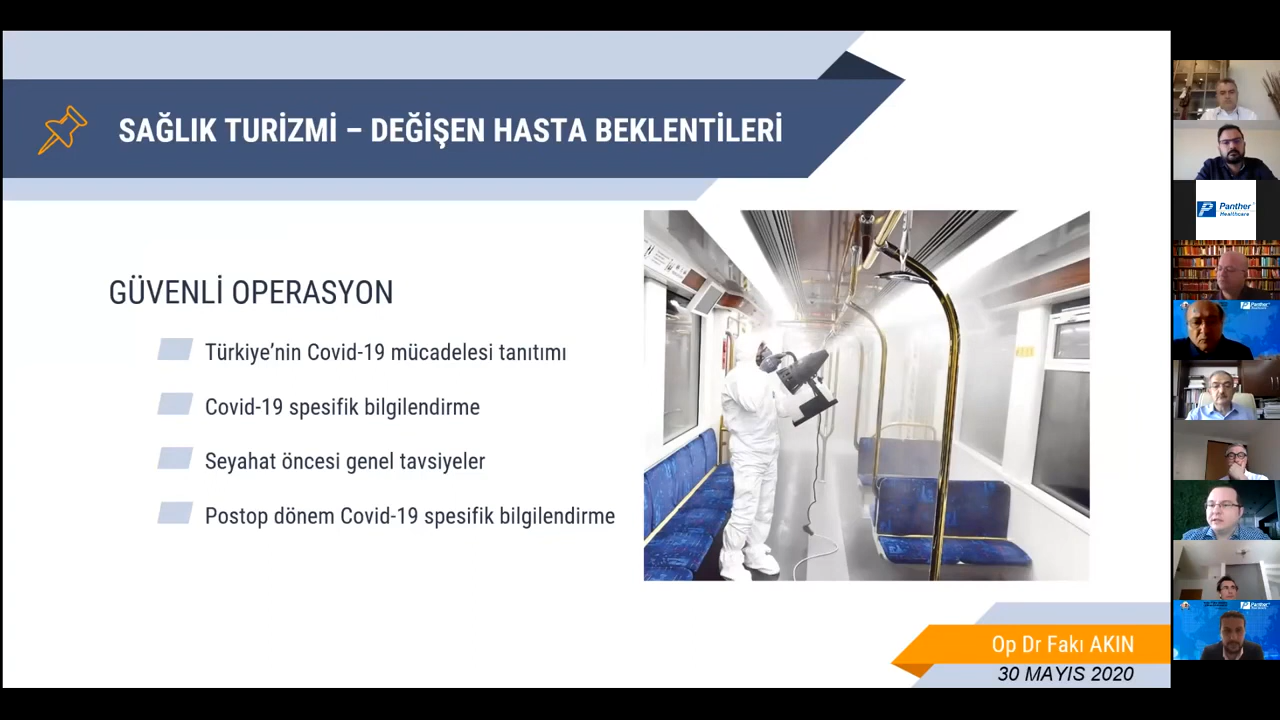 SAĞLIK TURİZMİ – DEĞİŞEN HASTA BEKLENTİLERİ
GÜVENLİ OPERASYON
Türkiye’nin Covid-19 mücadelesi tanıtımı
Covid-19 spesifik bilgilendirme
Seyahat öncesi genel tavsiyeler
Postop dönem Covid-19 spesifik bilgilendirme
Op Dr Fakı AKIN
30 MAYIS 2020
Panther
Healthcare
Panther
Panther